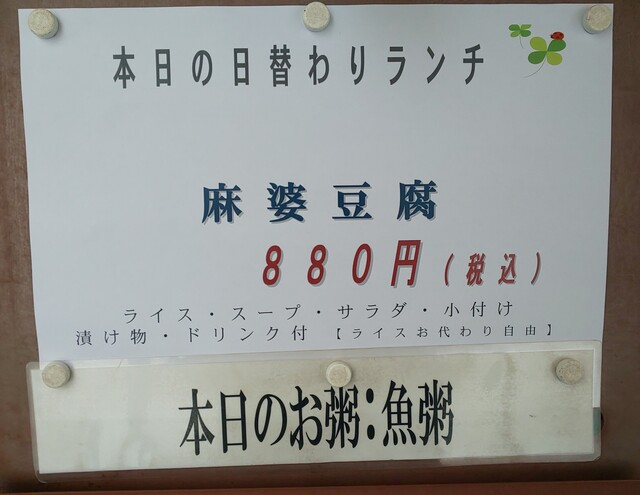 本日の日替わりランチ
麻婆豆腐
880円(税込)
ライス・スープ・サラダ・小付け
漬け物・ドリンク付【ライスお代わり自由】
本日のお粥:魚粥